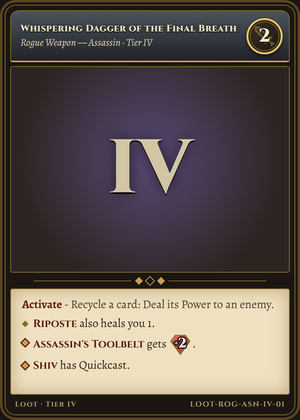 Whispering Dagger of the Final Breath
2
Rogue Weapon — Assassin · Tier IV
IV
Activate - Recycle a card: Deal its Power to an enemy.
Riposte also heals you 1.
Assassin's Toolbelt gets -2 .
Shiv has Quickcast.
Loot · Tier IV
LOOT-ROG-ASN-IV-01